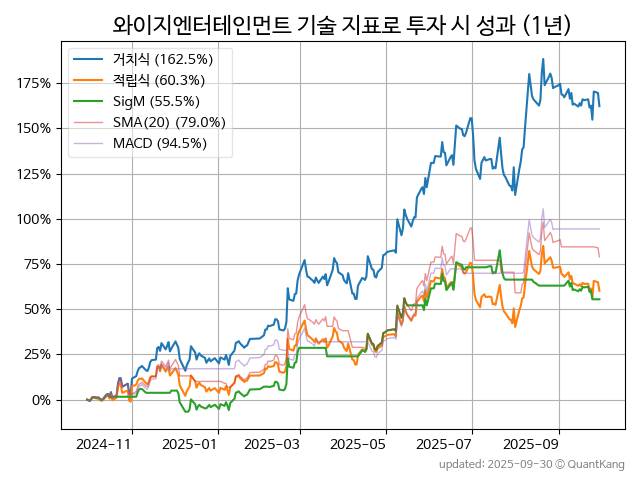 와이지엔터테인먼트 기술 지표로 투자 시 성과 (1년)
거치식 (162.5%)
적립식 (60.3%)
SigM (55.5%)
SMA(20) (79.0%)
MACD (94.5%)
175%
150%
125%
100%
75%
50%
25%
0%
2024-11
2025-01
2025-03
2025-05
2025-07
2025-09
updated: 2025-09-30 © QuantKang